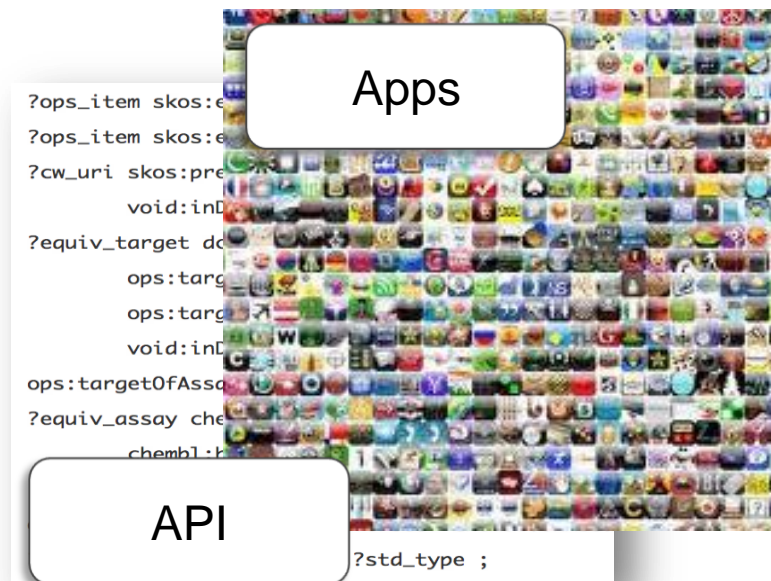 Apps
?ops_item skos:e
?ops_item skos:e
?cw_uri skos:pre
void:inD
?equiv_target dc
ops:targ
ops:targ
void:inD
ops:targetOfAssa
?equiv_assay che
chembl:h
API
?std_type ;